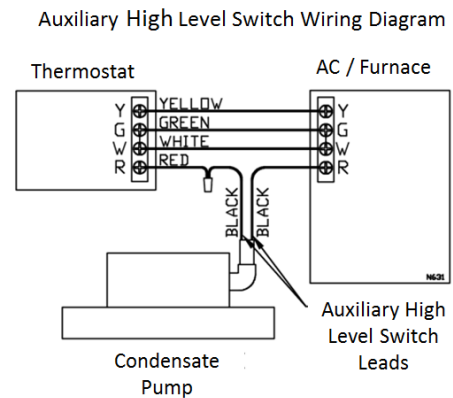 Auxiliary High Level Switch Wiring Diagram
Thermostat
AC / Furnace
Y YELLOW Y
G GREEN G
W WHITE W
R RED R
BLACK
BLACK
N631
Auxiliary High
Level Switch
Leads
Condensate
Pump